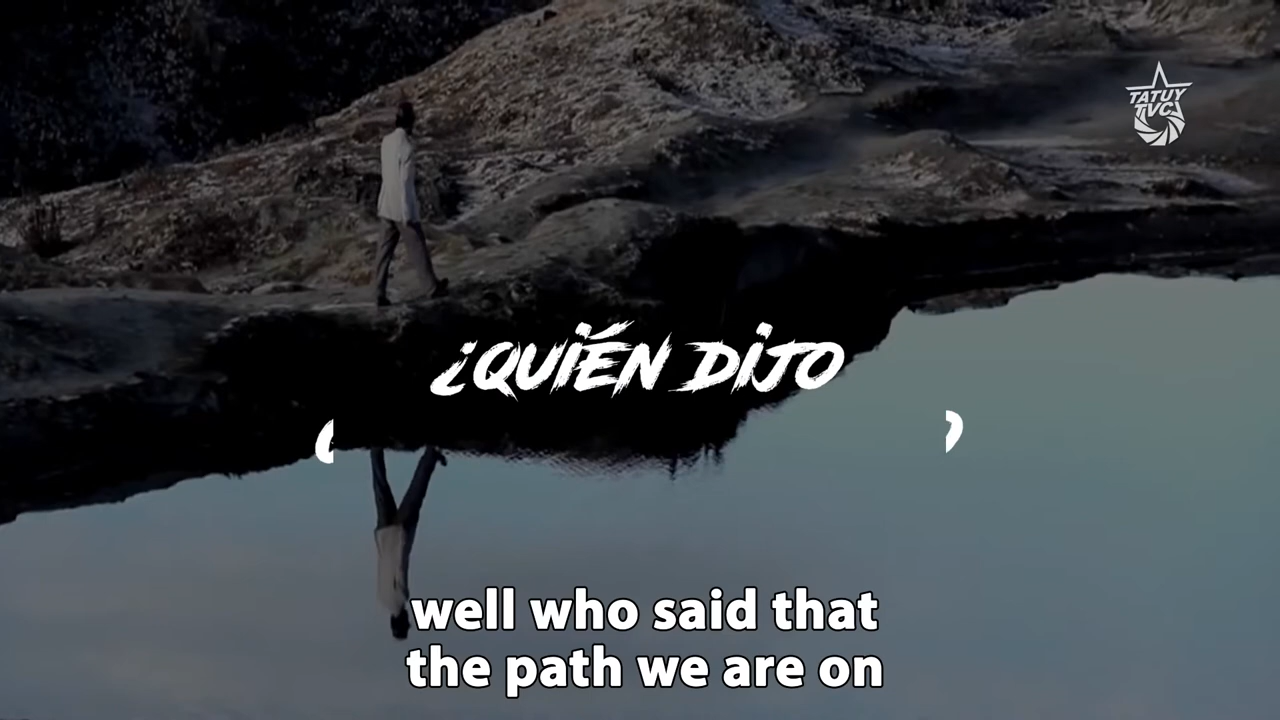 TATUY
TVC
¿QUIÉN DIJO
well who said that
the path we are on